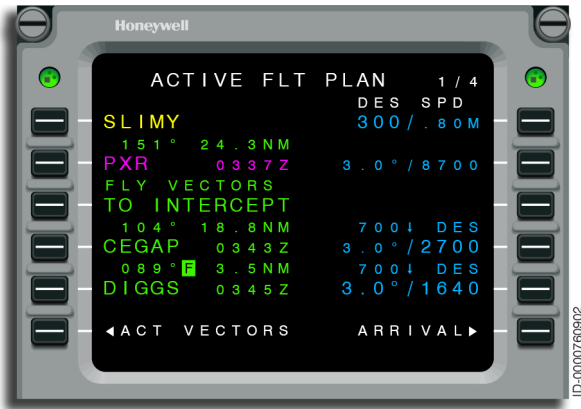 Honeywell
ACTIVE FLT PLAN 1/4
DES SPD
SLIMY 300/.80M
151° 24.3NM
PXR 0337Z 3.0°/8700
FLY VECTORS
TO INTERCEPT
104° 18.8NM 700↓ DES
CEGAP 0343Z 3.0°/2700
089° F 3.5NM 700↓ DES
DIGGS 0345Z 3.0°/1640
◂ACT VECTORS ARRIVAL▸
ID-0000760902